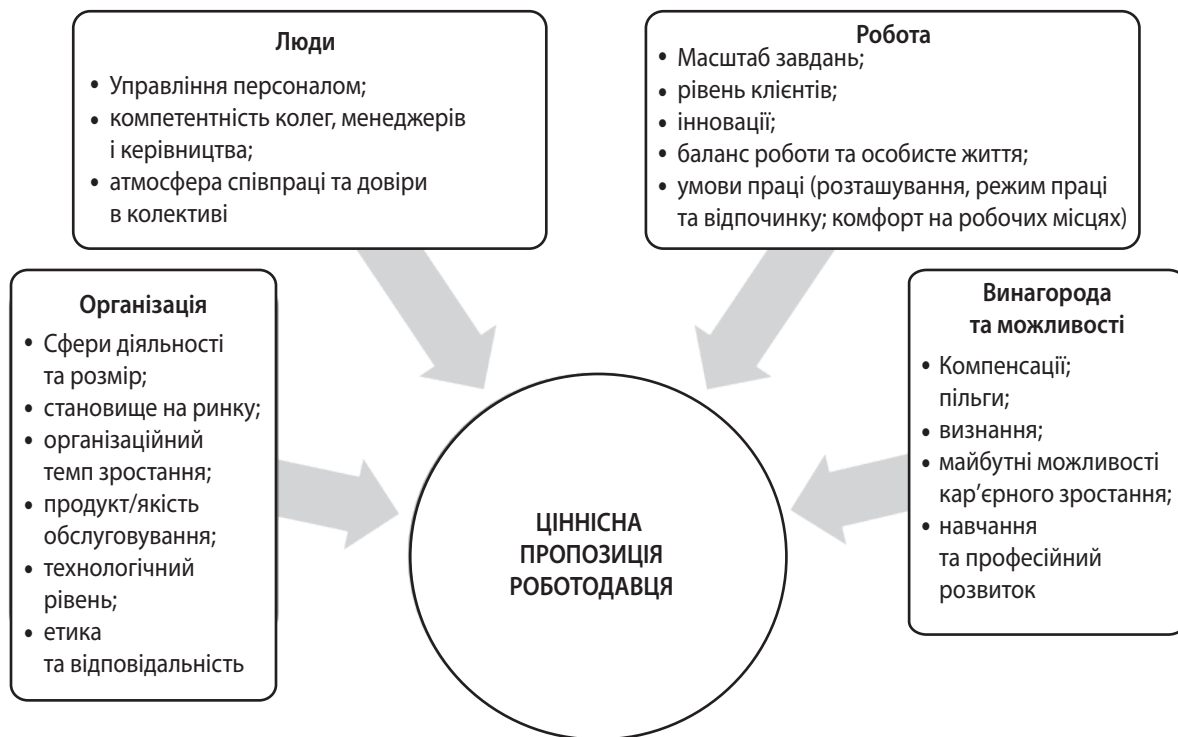 Люди
• Управління персоналом;
• компетентність колег, менеджерів
і керівництва;
• атмосфера співпраці та довіри
в колективі
Робота
• Масштаб завдань;
• рівень клієнтів;
• інновації;
• баланс роботи та особисте життя;
• умови праці (розташування, режим праці
та відпочинку; комфорт на робочих місцях)
Організація
• Сфери діяльності
та розмір;
• становище на ринку;
• організаційний
темп зростання;
• продукт/якість
обслуговування;
• технологічний
рівень;
• етика
та відповідальність
Винагорода
та можливості
• Компенсації;
пільги;
• визнання;
• майбутні можливості
кар’єрного зростання;
• навчання
та професійний
розвиток
ЦІННІСНА
ПРОПОЗИЦІЯ
РОБОТОДАВЦЯ